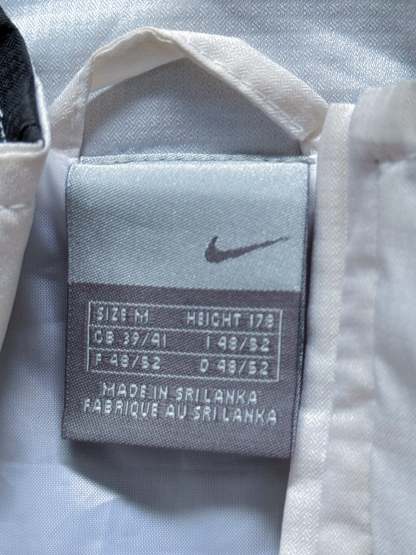 SIZE M HEIGHT 178
GB 39/41 I 48/52
F 48/52 D 48/52
MADE IN SRI LANKA
FABRIQUE AU SRI LANKA